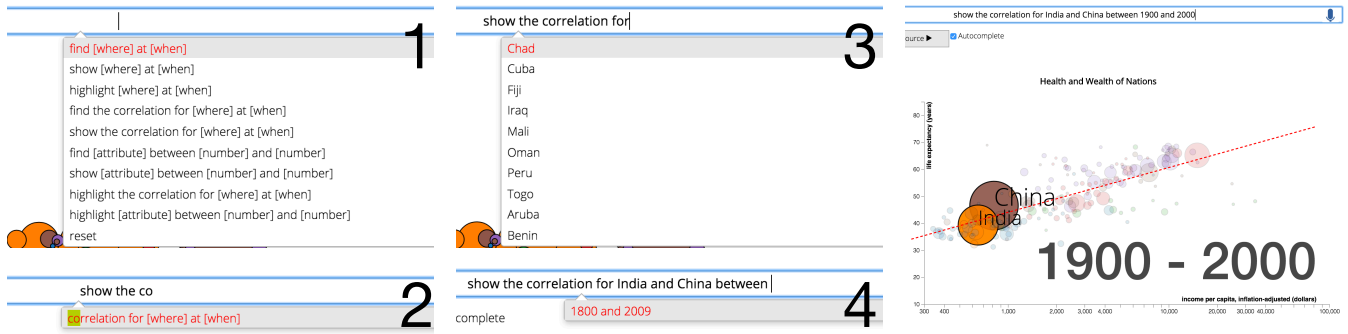 1
find [where] at [when]
show [where] at [when]
highlight [where] at [when]
find the correlation for [where] at [when]
show the correlation for [where] at [when]
find [attribute] between [number] and [number]
show [attribute] between [number] and [number]
highlight the correlation for [where] at [when]
highlight [attribute] between [number] and [number]
reset
show the co
2
correlation for [where] at [when]
show the correlation for
3
Chad
Cuba
Fiji
Iraq
Mali
Oman
Peru
Togo
Aruba
Benin
show the correlation for India and China between
4
complete
1800 and 2009
show the correlation for India and China between 1900 and 2000
ource ▶
Autocomplete
Health and Wealth of Nations
life expectancy (years)
80
70
60
50
40
30
20
10
China
India
1900 - 2000
income per capita, inflation-adjusted (dollars)
300 400 1,000 2,000 3,000 4,000 10,000 20,000 30,000 40,000 100,000